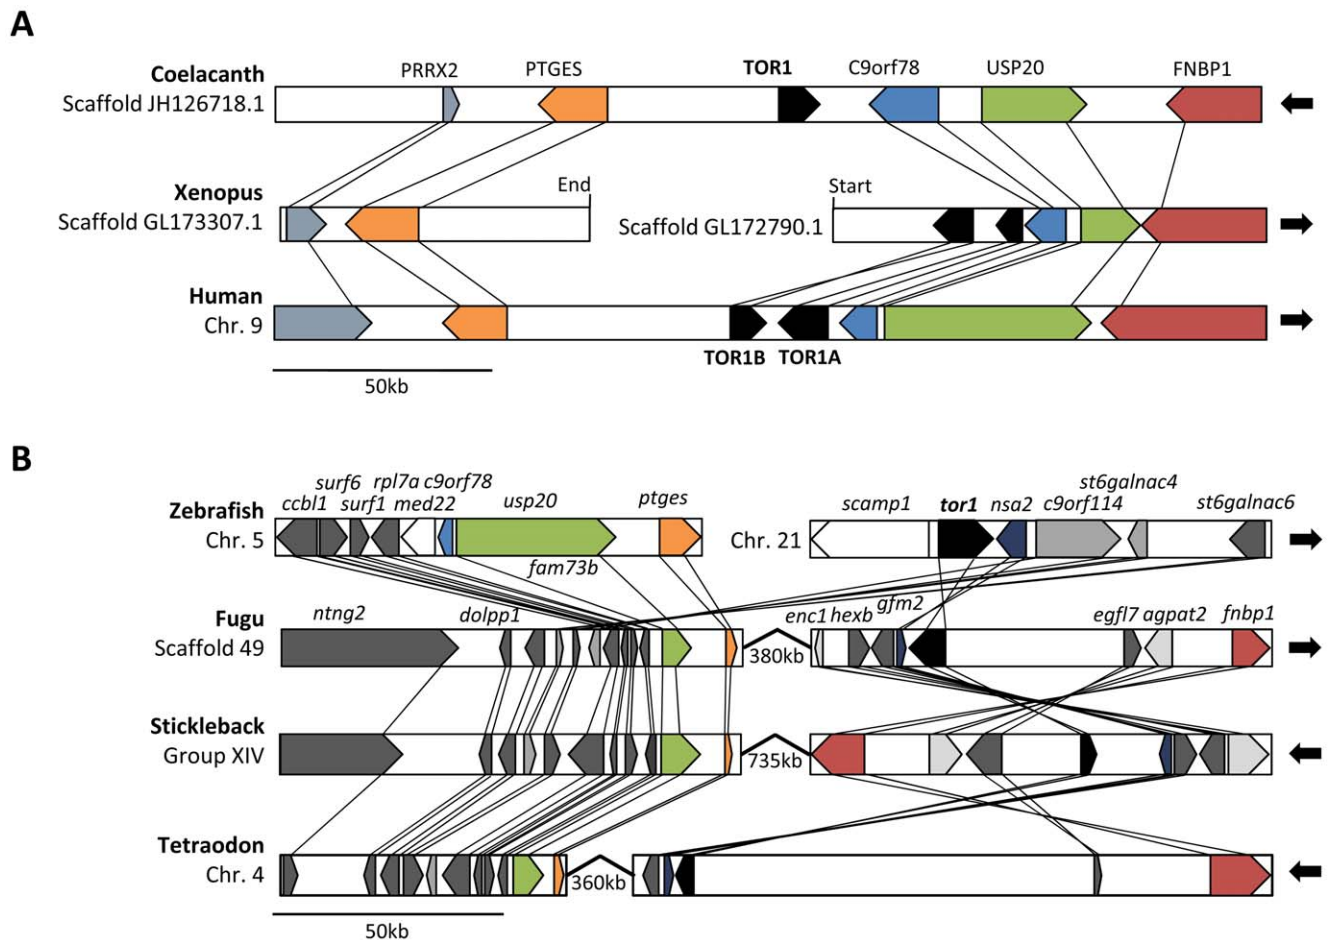 A
Coelacanth
Scaffold JH126718.1
PRRX2 PTGES TOR1 C9orf78 USP20 FNBP1
Xenopus
Scaffold GL173307.1
End
Scaffold GL172790.1
Start
Human
Chr. 9
TOR1B TOR1A
50kb
B
Zebrafish
Chr. 5
surf6 rpl7a c9orf78
ccbl1 surf1 med22 usp20 ptges
fam73b
Chr. 21
st6galnac4
scamp1 tor1 nsa2 c9orf114 st6galnac6
Fugu
Scaffold 49
ntng2 dolpp1
380kb
enc1 hexb gfm2 egfl7 agpat2 fnbp1
Stickleback
Group XIV
735kb
Tetraodon
Chr. 4
360kb
50kb